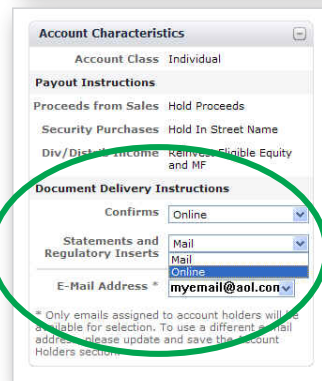 Account Characteristics
Account Class Individual
Payout Instructions
Proceeds from Sales Hold Proceeds
Security Purchases Hold In Street Name
Div/Distrib Income Reinvest Eligible Equity
and MF
Document Delivery Instructions
Confirms Online
Statements and Mail
Regulatory Inserts Mail
Online
E-Mail Address * myemail@aol.com
* Only emails assigned to account holders will be
available for selection. To use a different e-mail
address, please update and save the Account
Holders section.